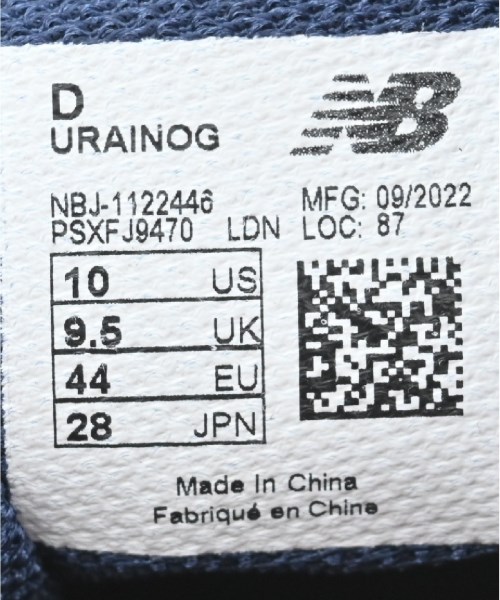 D
URAINOG
NB
NBJ-1122446
PSXFJ9470 LDN
MFG: 09/2022
LOC: 87
10 US
9.5 UK
44 EU
28 JPN
Made In China
Fabriqué en Chine